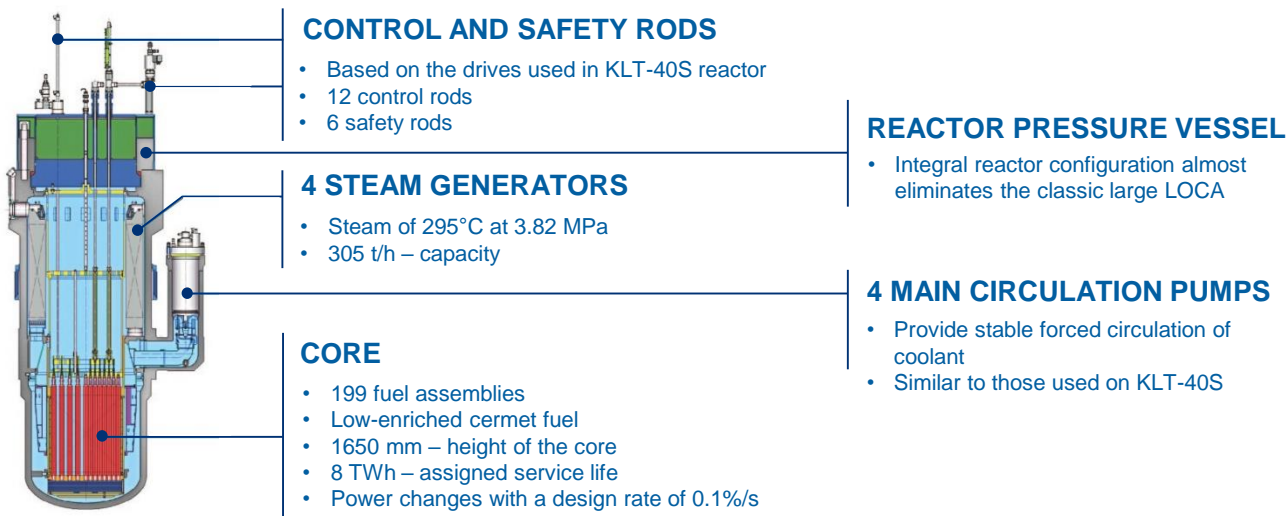 CONTROL AND SAFETY RODS
• Based on the drives used in KLT-40S reactor
• 12 control rods
• 6 safety rods
REACTOR PRESSURE VESSEL
• Integral reactor configuration almost
eliminates the classic large LOCA
4 STEAM GENERATORS
• Steam of 295°C at 3.82 MPa
• 305 t/h – capacity
4 MAIN CIRCULATION PUMPS
• Provide stable forced circulation of
coolant
• Similar to those used on KLT-40S
CORE
• 199 fuel assemblies
• Low-enriched cermet fuel
• 1650 mm – height of the core
• 8 TWh – assigned service life
• Power changes with a design rate of 0.1%/s